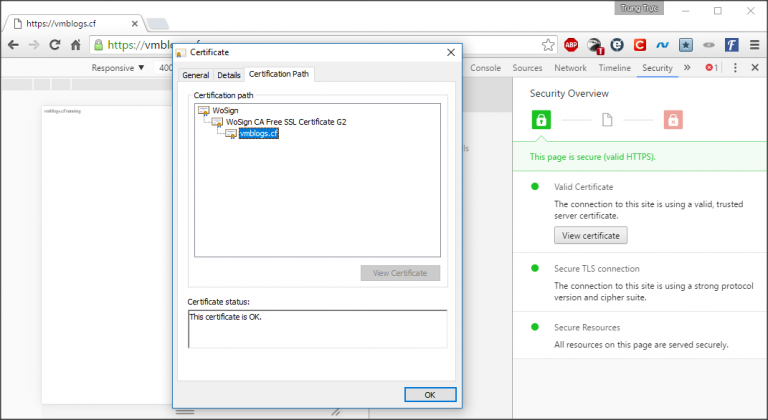 Trung Trực
https://vmblogs.cf
https://vmblogs.cf
Responsive ▼
400
Console Sources Network Timeline Security » 1
Certificate
General Details Certification Path
Certification path
WoSign
WoSign CA Free SSL Certificate G2
vmblogs.cf
View Certificate
Certificate status:
This certificate is OK.
OK
vmblogs.cf running
Security Overview
This page is secure (valid HTTPS).
Valid Certificate
The connection to this site is using a valid, trusted
server certificate.
View certificate
Secure TLS connection
The connection to this site is using a strong protocol
version and cipher suite.
Secure Resources
All resources on this page are served securely.